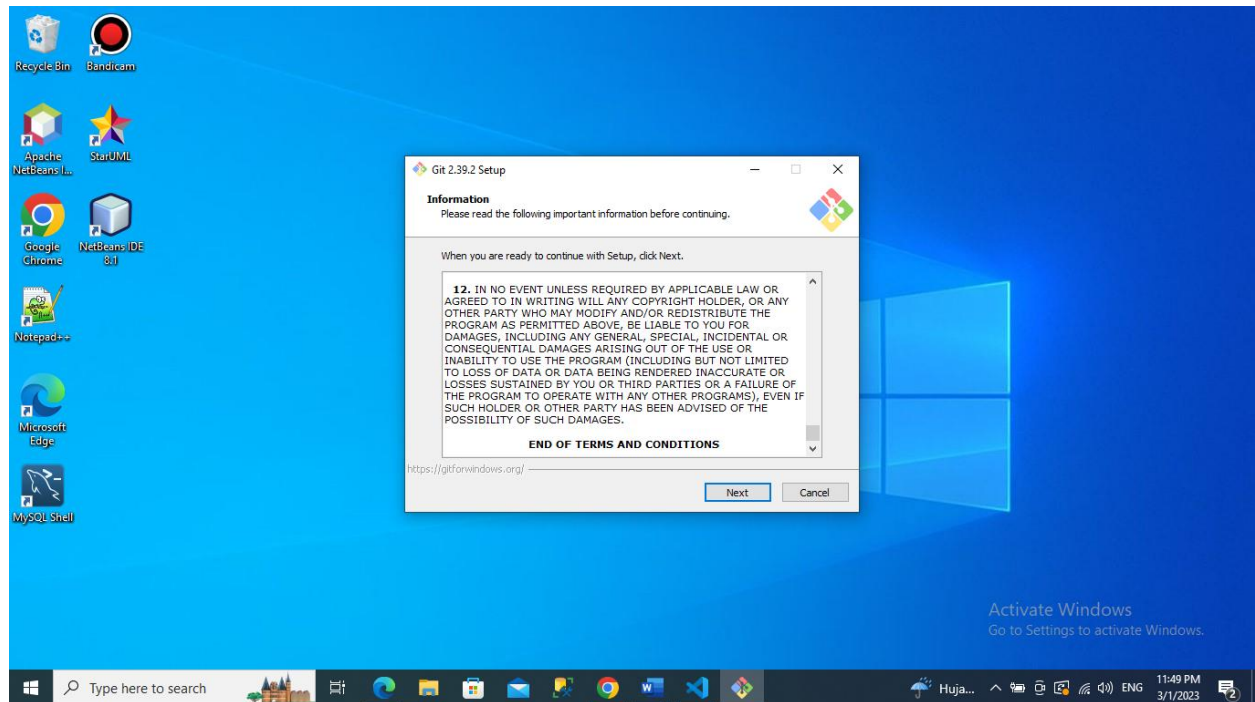 Recycle Bin
Bandicam
Apache
NetBeans I...
StarUML
Google
Chrome
NetBeans IDE
8.1
Notepad++
Microsoft
Edge
MySQL Shell
Git 2.39.2 Setup
Information
Please read the following important information before continuing.
When you are ready to continue with Setup, click Next.
12. IN NO EVENT UNLESS REQUIRED BY APPLICABLE LAW OR
AGREED TO IN WRITING WILL ANY COPYRIGHT HOLDER, OR ANY
OTHER PARTY WHO MAY MODIFY AND/OR REDISTRIBUTE THE
PROGRAM AS PERMITTED ABOVE, BE LIABLE TO YOU FOR
DAMAGES, INCLUDING ANY GENERAL, SPECIAL, INCIDENTAL OR
CONSEQUENTIAL DAMAGES ARISING OUT OF THE USE OR
INABILITY TO USE THE PROGRAM (INCLUDING BUT NOT LIMITED
TO LOSS OF DATA OR DATA BEING RENDERED INACCURATE OR
LOSSES SUSTAINED BY YOU OR THIRD PARTIES OR A FAILURE OF
THE PROGRAM TO OPERATE WITH ANY OTHER PROGRAMS), EVEN IF
SUCH HOLDER OR OTHER PARTY HAS BEEN ADVISED OF THE
POSSIBILITY OF SUCH DAMAGES.
END OF TERMS AND CONDITIONS
https://gitforwindows.org/
Next
Cancel
Activate Windows
Go to Settings to activate Windows.
Type here to search
Huja...
ENG
11:49 PM
3/1/2023
2